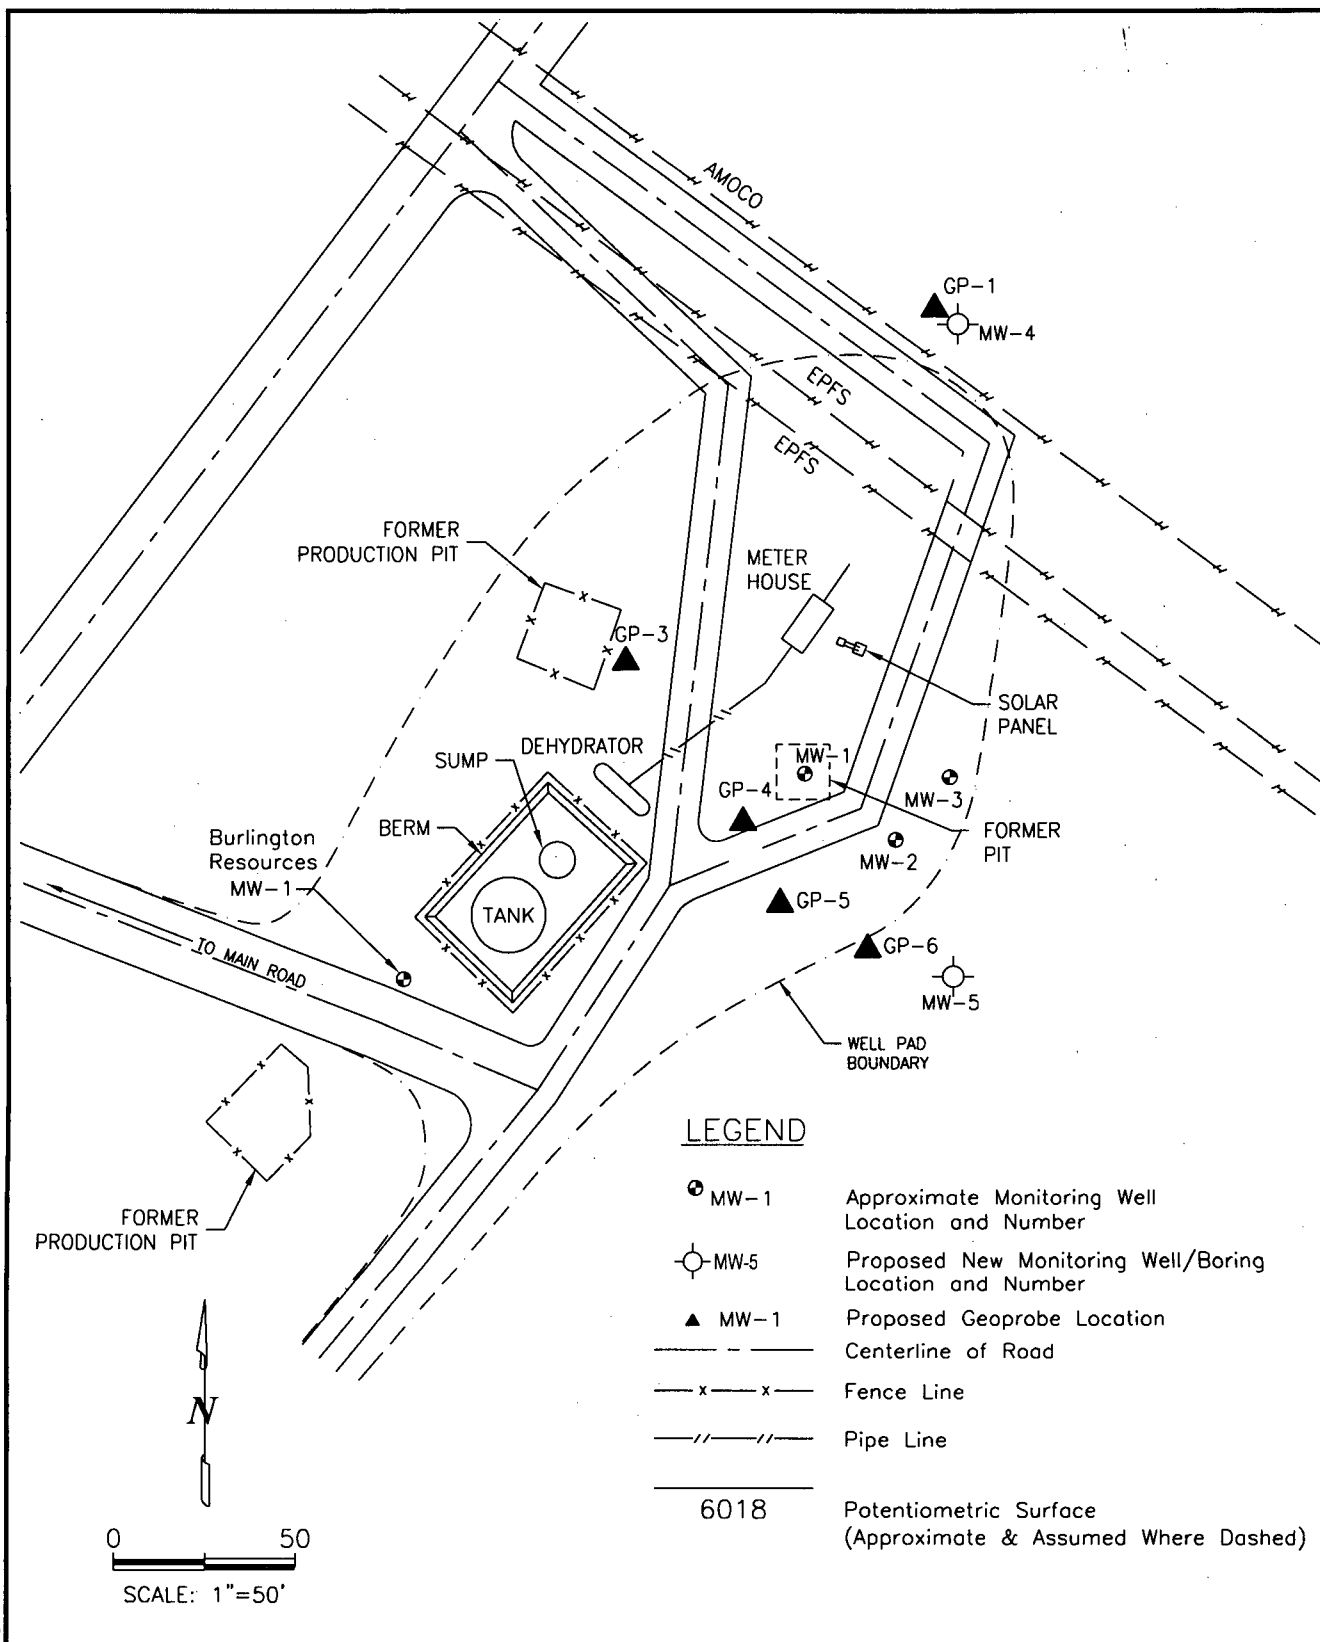 AMOCO
GP-1
MW-4
EPFS
EPFS
FORMER
PRODUCTION PIT
METER
HOUSE
GP-3
SOLAR
PANEL
DEHYDRATOR
SUMP
MW-1
GP-4
MW-3
BERM
FORMER
PIT
Burlington
Resources
MW-1
MW-2
TANK
GP-5
TO MAIN ROAD
GP-6
MW-5
WELL PAD
BOUNDARY
FORMER
PRODUCTION PIT
LEGEND
MW-1 Approximate Monitoring Well
Location and Number
MW-5 Proposed New Monitoring Well/Boring
Location and Number
MW-1 Proposed Geoprobe Location
Centerline of Road
x x Fence Line
Pipe Line
6018 Potentiometric Surface
(Approximate & Assumed Where Dashed)
N
0 50
SCALE: 1"=50'